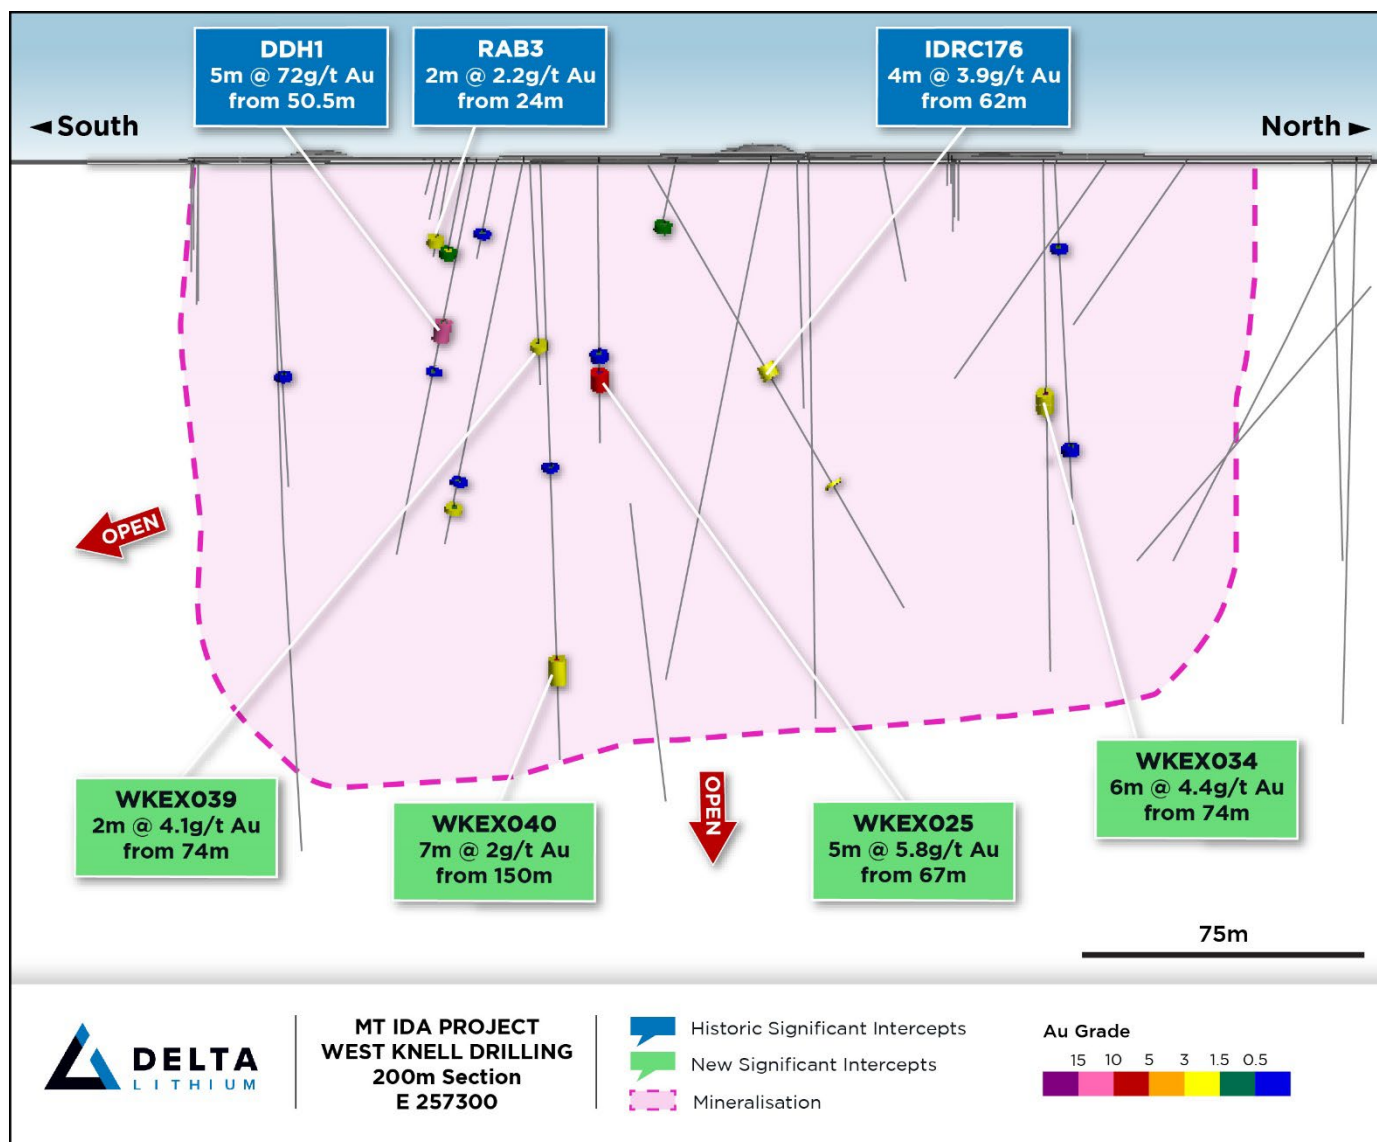 DDH1
5m @ 72g/t Au
from 50.5m
RAB3
2m @ 2.2g/t Au
from 24m
IDRC176
4m @ 3.9g/t Au
from 62m
South
North
OPEN
OPEN
WKEX039
2m @ 4.1g/t Au
from 74m
WKEX040
7m @ 2g/t Au
from 150m
WKEX025
5m @ 5.8g/t Au
from 67m
WKEX034
6m @ 4.4g/t Au
from 74m
75m
DELTA
LITHIUM
MT IDA PROJECT
WEST KNELL DRILLING
200m Section
E 257300
Historic Significant Intercepts
New Significant Intercepts
Mineralisation
Au Grade
15 10 5 3 1.5 0.5